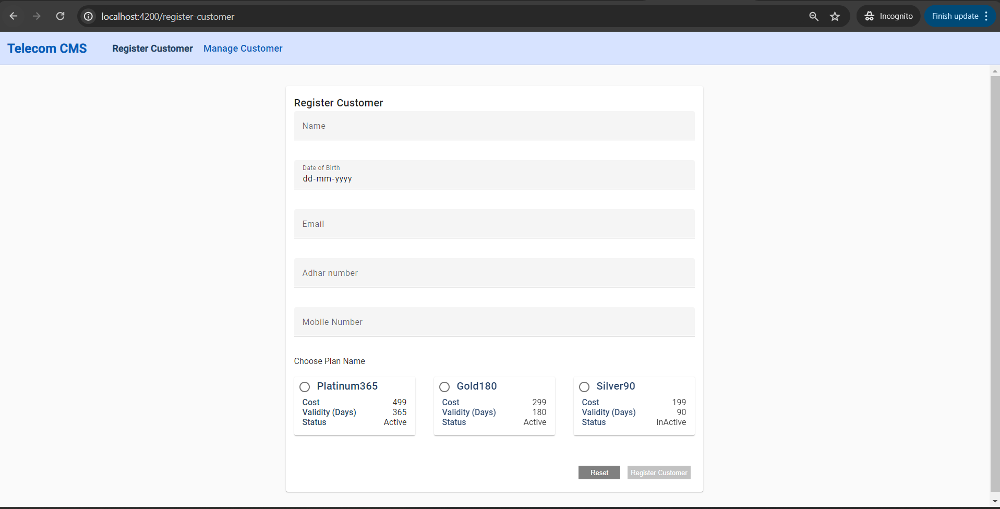 localhost:4200/register-customer
Incognito
Finish update
Telecom CMS
Register Customer
Manage Customer
Register Customer
Name
Date of Birth
dd-mm-yyyy
Email
Adhar number
Mobile Number
Choose Plan Name
Platinum365
Cost 499
Validity (Days) 365
Status Active
Gold180
Cost 299
Validity (Days) 180
Status Active
Silver90
Cost 199
Validity (Days) 90
Status InActive
Reset
Register Customer